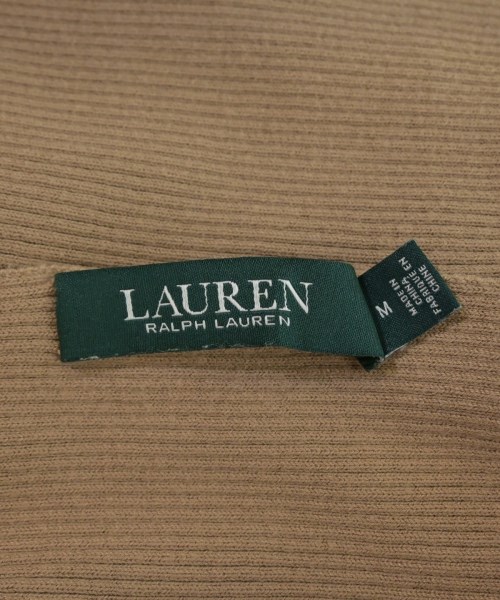 LAUREN
RALPH LAUREN
M
MADE IN
CHINA
FABRIQUE EN
CHINE